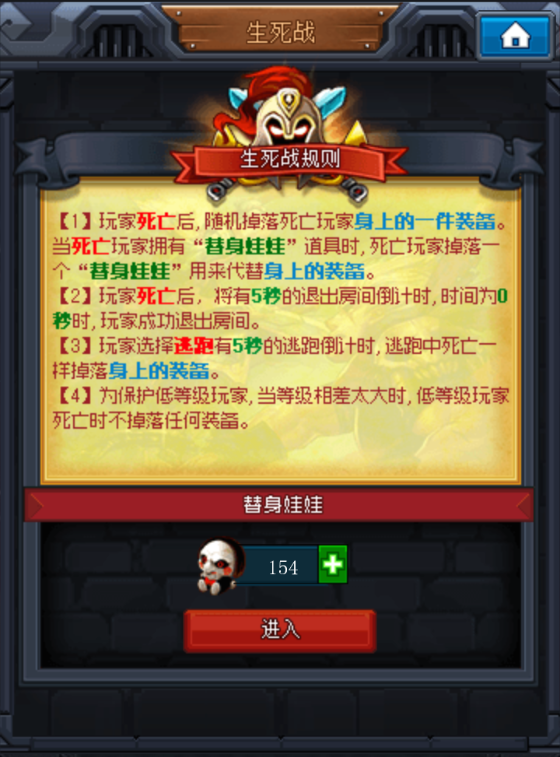 生死战
生死战规则
【1】玩家死亡后,随机掉落死亡玩家身上的一件装备。
当死亡玩家拥有“替身娃娃”道具时,死亡玩家掉落一
个“替身娃娃”用来代替身上的装备。
【2】玩家死亡后，将有5秒的退出房间倒计时,时间为0
秒时,玩家成功退出房间。
【3】玩家选择逃跑有5秒的逃跑倒计时,逃跑中死亡一
样掉落身上的装备。
【4】为保护低等级玩家,当等级相差太大时,低等级玩家
死亡时不掉落任何装备。
替身娃娃
154
进入